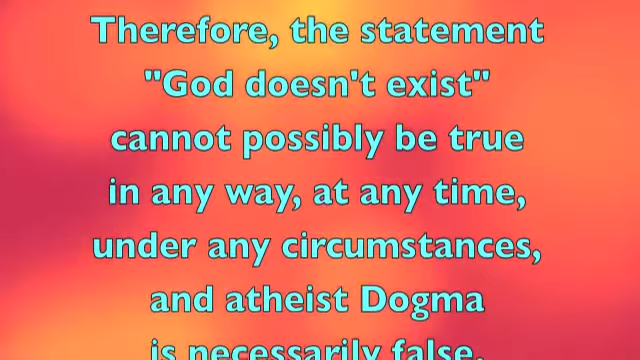 Therefore, the statement
"God doesn't exist"
cannot possibly be true
in any way, at any time,
under any circumstances,
and atheist Dogma
is necessarily false.